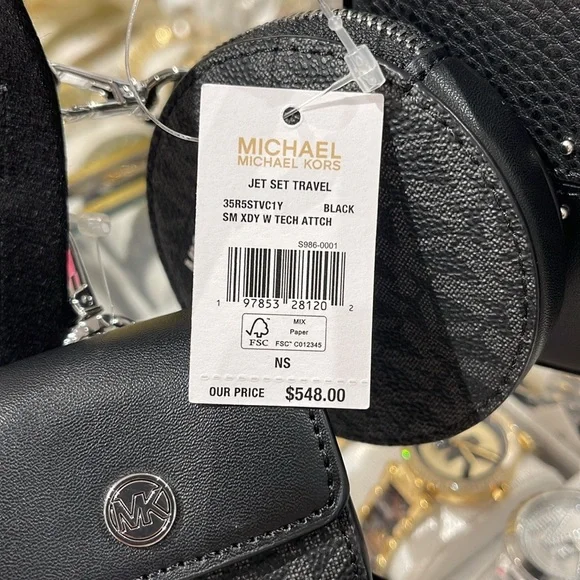 MICHAEL
MICHAEL KORS
JET SET TRAVEL
35R5STVC1Y BLACK
SM XDY W TECH ATTCH
S986-0001
1 97853 28120 2
MIX
Paper
FSC FSC™ C012345
NS
OUR PRICE $548.00
MK